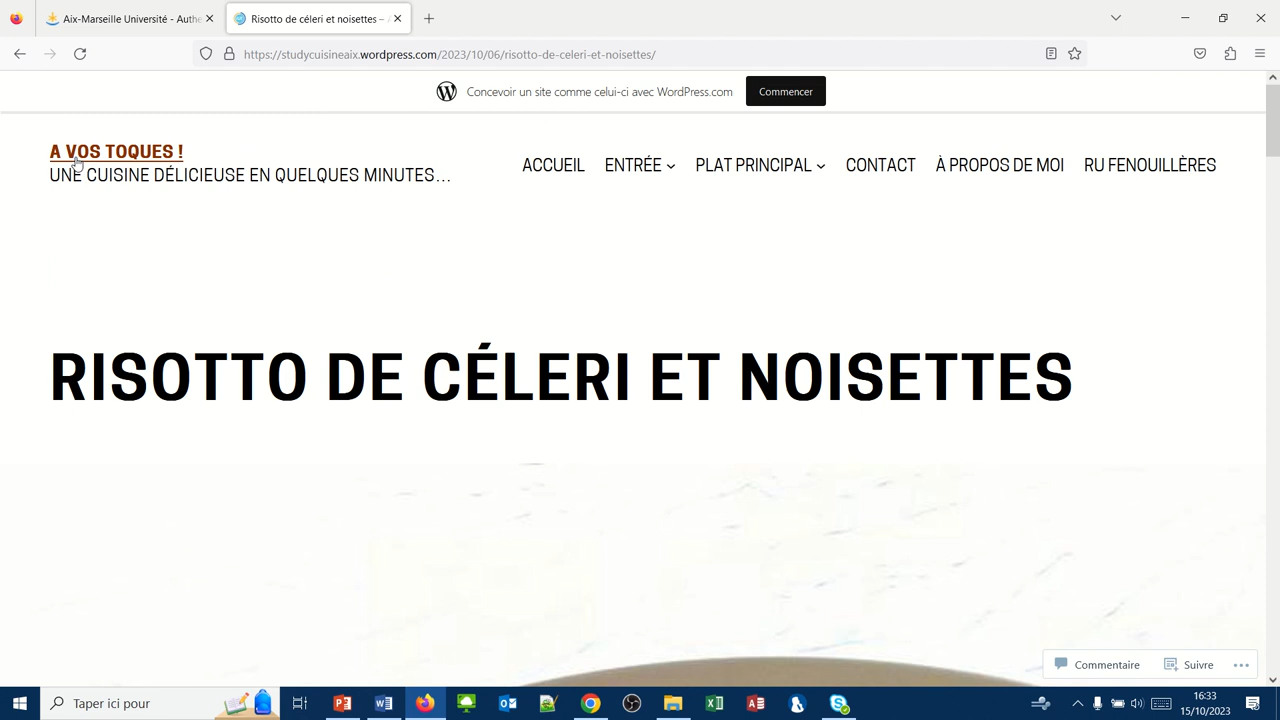 Aix-Marseille Université - Authe
Risotto de céleri et noisettes –
https://studycuisineaix.wordpress.com/2023/10/06/risotto-de-celeri-et-noisettes/
Concevoir un site comme celui-ci avec WordPress.com
Commencer
A VOS TOQUES !
UNE CUISINE DÉLICIEUSE EN QUELQUES MINUTES…
ACCUEIL ENTRÉE PLAT PRINCIPAL CONTACT À PROPOS DE MOI RU FENOUILLÈRES
RISOTTO DE CÉLERI ET NOISETTES
Commentaire Suivre
Taper ici pour
16:33
15/10/2023